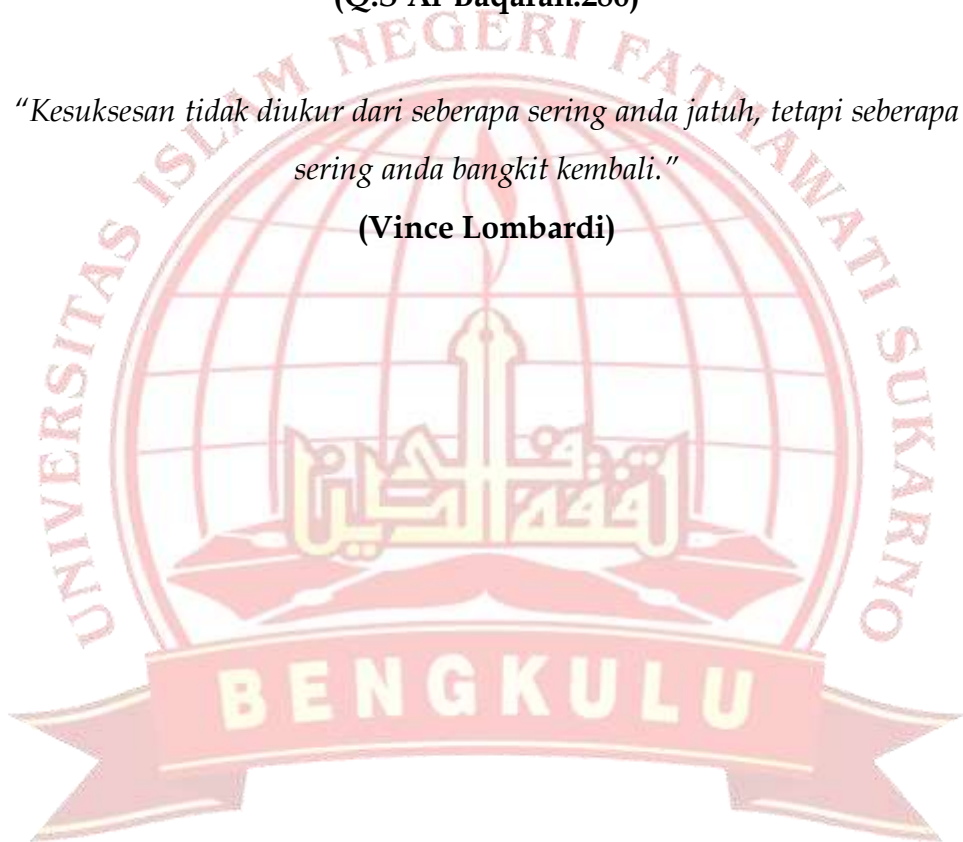 (Q.S Al-Baqarah:286)
"Kesuksesan tidak diukur dari seberapa sering anda jatuh, tetapi seberapa
sering anda bangkit kembali."
(Vince Lombardi)
UNIVERSITAS ISLAM NEGERI FATMAWATI SUKARNO
BENGKULU